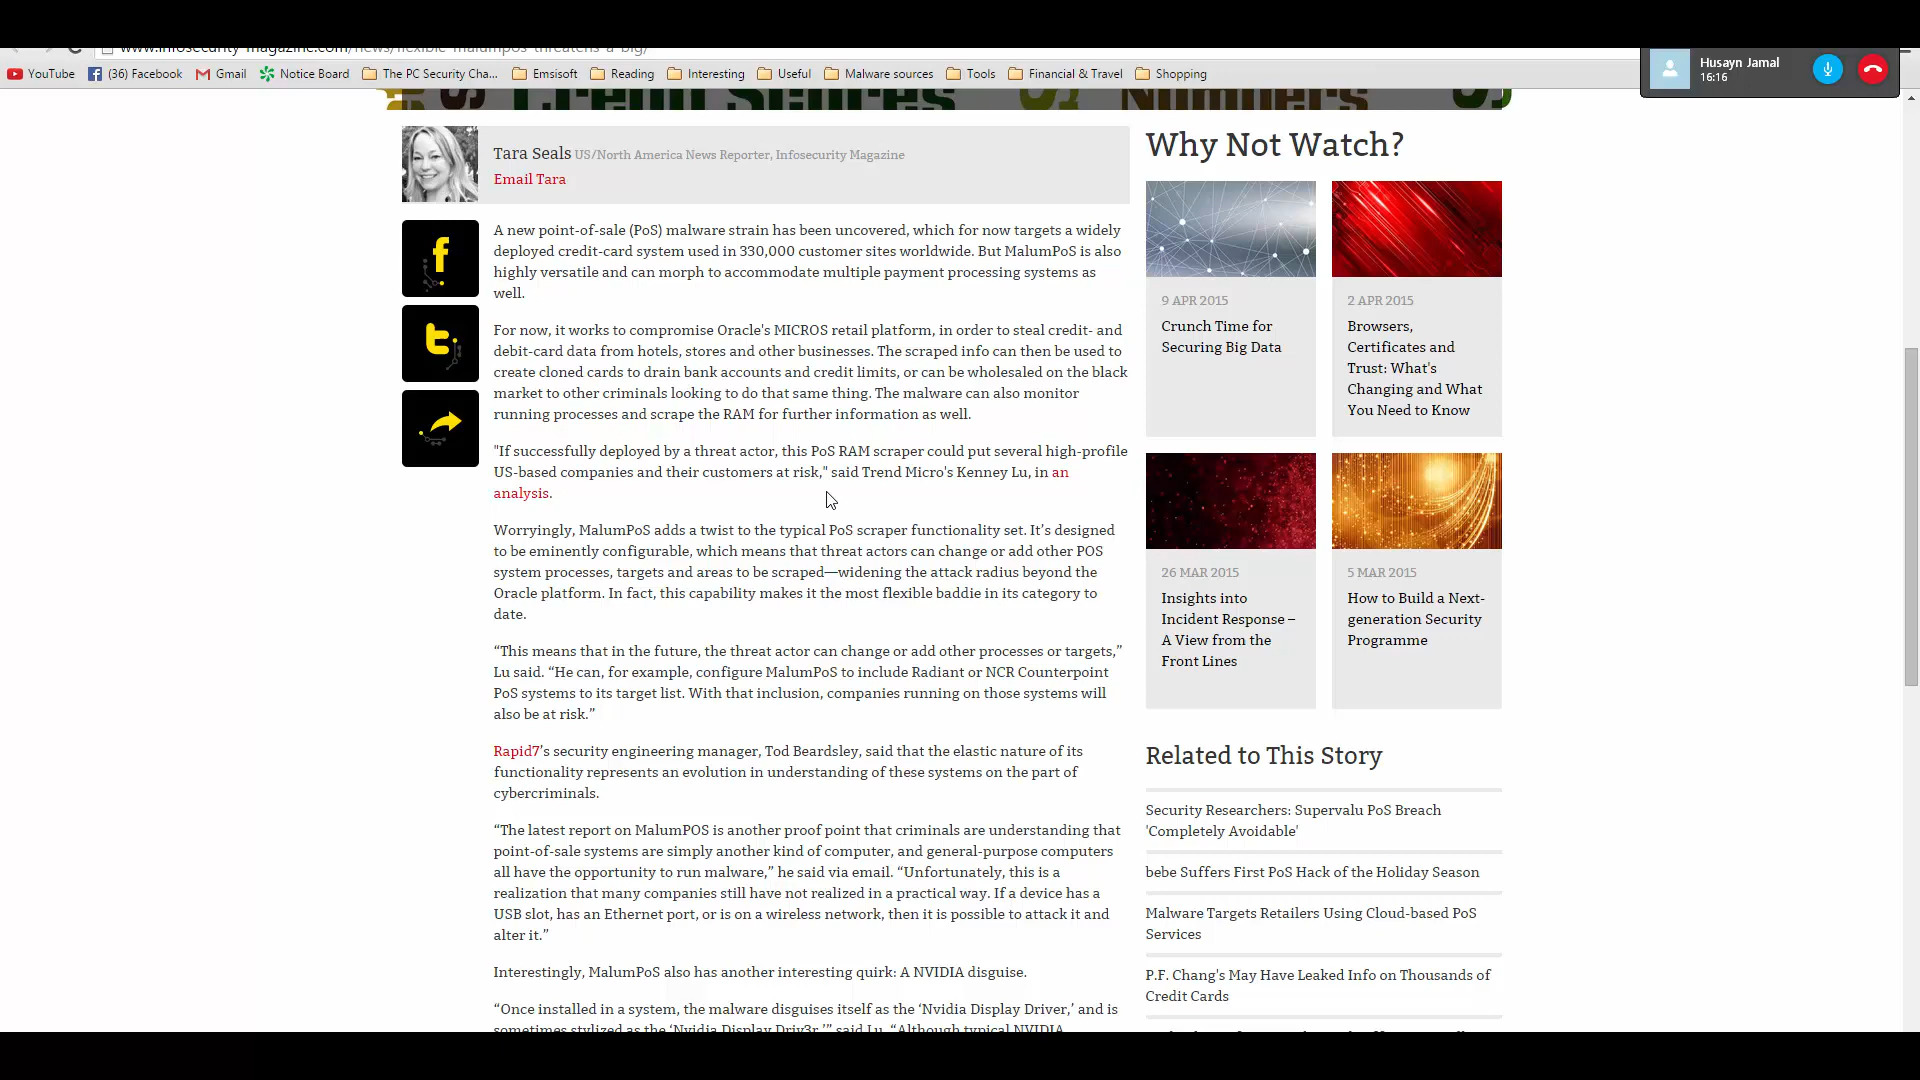 www.infosecurity-magazine.com/news/flexible-malumpos-threatens-a-big/
YouTube (36) Facebook Gmail Notice Board The PC Security Cha... Emsisoft Reading Interesting Useful Malware sources Tools Financial & Travel Shopping
Husayn Jamal
16:16
Credit Scores Numbers
Tara Seals US/North America News Reporter, Infosecurity Magazine
Email Tara
A new point-of-sale (PoS) malware strain has been uncovered, which for now targets a widely
deployed credit-card system used in 330,000 customer sites worldwide. But MalumPoS is also
highly versatile and can morph to accommodate multiple payment processing systems as
well.
For now, it works to compromise Oracle's MICROS retail platform, in order to steal credit- and
debit-card data from hotels, stores and other businesses. The scraped info can then be used to
create cloned cards to drain bank accounts and credit limits, or can be wholesaled on the black
market to other criminals looking to do that same thing. The malware can also monitor
running processes and scrape the RAM for further information as well.
"If successfully deployed by a threat actor, this PoS RAM scraper could put several high-profile
US-based companies and their customers at risk," said Trend Micro's Kenney Lu, in an
analysis.
Worryingly, MalumPoS adds a twist to the typical PoS scraper functionality set. It’s designed
to be eminently configurable, which means that threat actors can change or add other POS
system processes, targets and areas to be scraped—widening the attack radius beyond the
Oracle platform. In fact, this capability makes it the most flexible baddie in its category to
date.
“This means that in the future, the threat actor can change or add other processes or targets,”
Lu said. “He can, for example, configure MalumPoS to include Radiant or NCR Counterpoint
PoS systems to its target list. With that inclusion, companies running on those systems will
also be at risk.”
Rapid7’s security engineering manager, Tod Beardsley, said that the elastic nature of its
functionality represents an evolution in understanding of these systems on the part of
cybercriminals.
“The latest report on MalumPOS is another proof point that criminals are understanding that
point-of-sale systems are simply another kind of computer, and general-purpose computers
all have the opportunity to run malware,” he said via email. “Unfortunately, this is a
realization that many companies still have not realized in a practical way. If a device has a
USB slot, has an Ethernet port, or is on a wireless network, then it is possible to attack it and
alter it.”
Interestingly, MalumPoS also has another interesting quirk: A NVIDIA disguise.
“Once installed in a system, the malware disguises itself as the ‘Nvidia Display Driver,’ and is
sometimes stylized as the ‘Nvidia Display Driv3r,’” said Lu. “Although typical NVIDIA
Why Not Watch?
9 APR 2015
Crunch Time for
Securing Big Data
2 APR 2015
Browsers,
Certificates and
Trust: What's
Changing and What
You Need to Know
26 MAR 2015
Insights into
Incident Response –
A View from the
Front Lines
5 MAR 2015
How to Build a Next-
generation Security
Programme
Related to This Story
Security Researchers: Supervalu PoS Breach
'Completely Avoidable'
bebe Suffers First PoS Hack of the Holiday Season
Malware Targets Retailers Using Cloud-based PoS
Services
P.F. Chang's May Have Leaked Info on Thousands of
Credit Cards